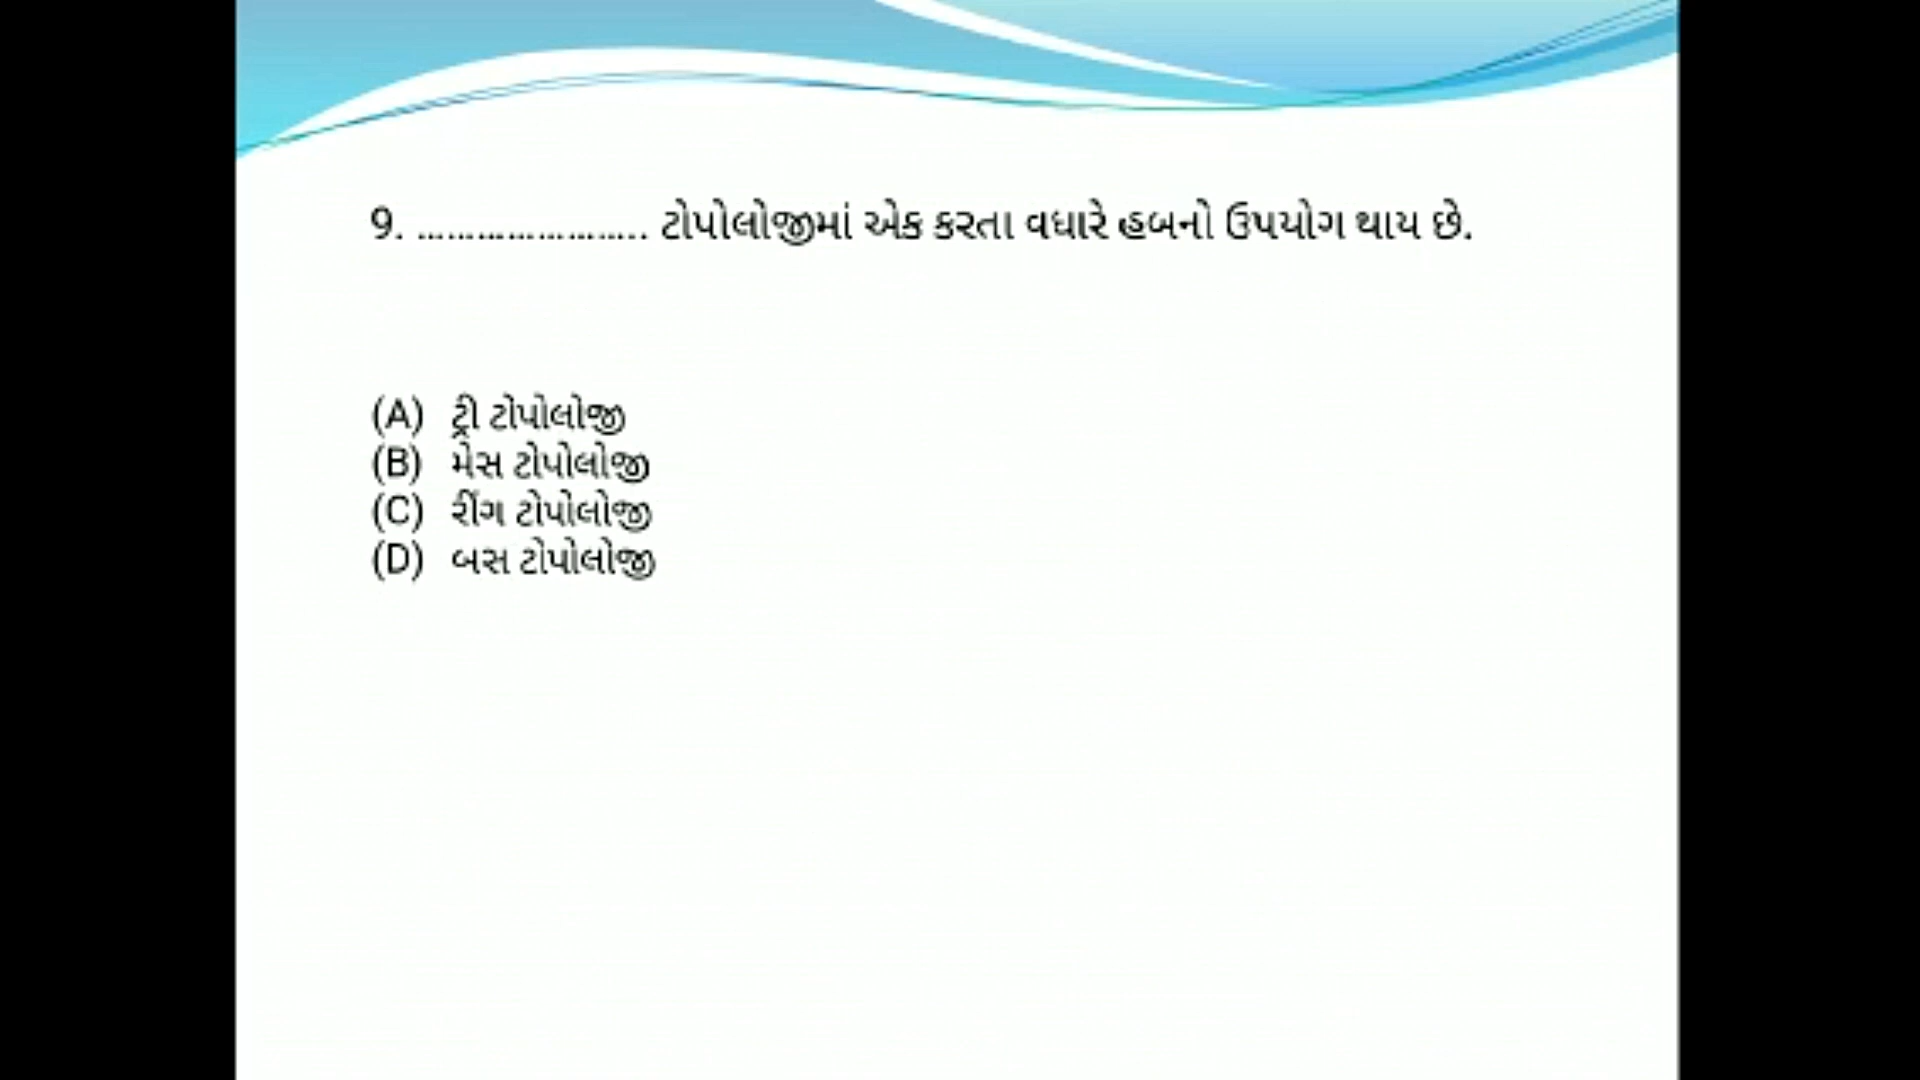 9. ........................ ટોપોલોજીમાં એક કરતા વધારે હબનો ઉપયોગ થાય છે.
(A) ટ્રી ટોપોલોજી
(B) મેસ ટોપોલોજી
(C) રીંગ ટોપોલોજી
(D) બસ ટોપોલોજી